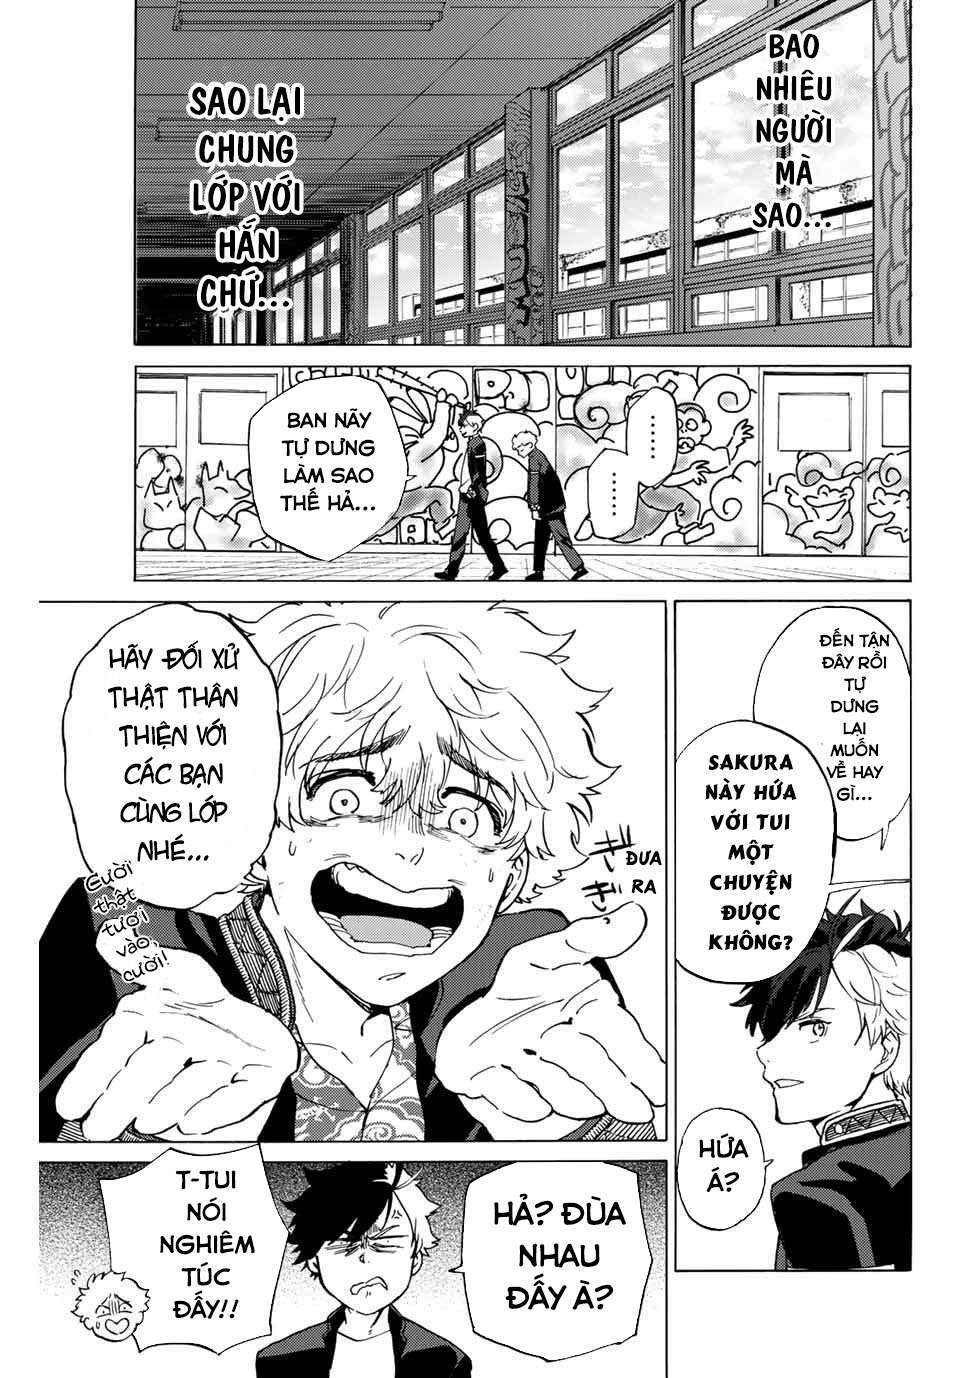 BAO
NHIÊU
NGƯỜI
MÀ
SAO...
SAO LẠI
CHUNG
LỚP VỚI
HẮN
CHỨ...
......
......
BAN NÃY
TỰ DƯNG
LÀM SAO
THẾ HẢ...
ĐẾN TẬN
ĐÂY RỒI
TỰ
DƯNG
LẠI
MUỐN
VỀ HAY
GÌ...
SAKURA
NÀY HỨA
VỚI TUI
MỘT
CHUYỆN
ĐƯỢC
KHÔNG?
HỨA
Á?
HÃY ĐỐI XỬ
THẬT THÂN
THIỆN VỚI
CÁC BẠN
CÙNG LỚP
NHÉ...
ĐƯA
RA
Cười
thật
tươi
vào,
cười!
HẢ? ĐÙA
NHAU
ĐẤY À?
T-TUI
NÓI
NGHIÊM
TÚC
ĐẤY!!